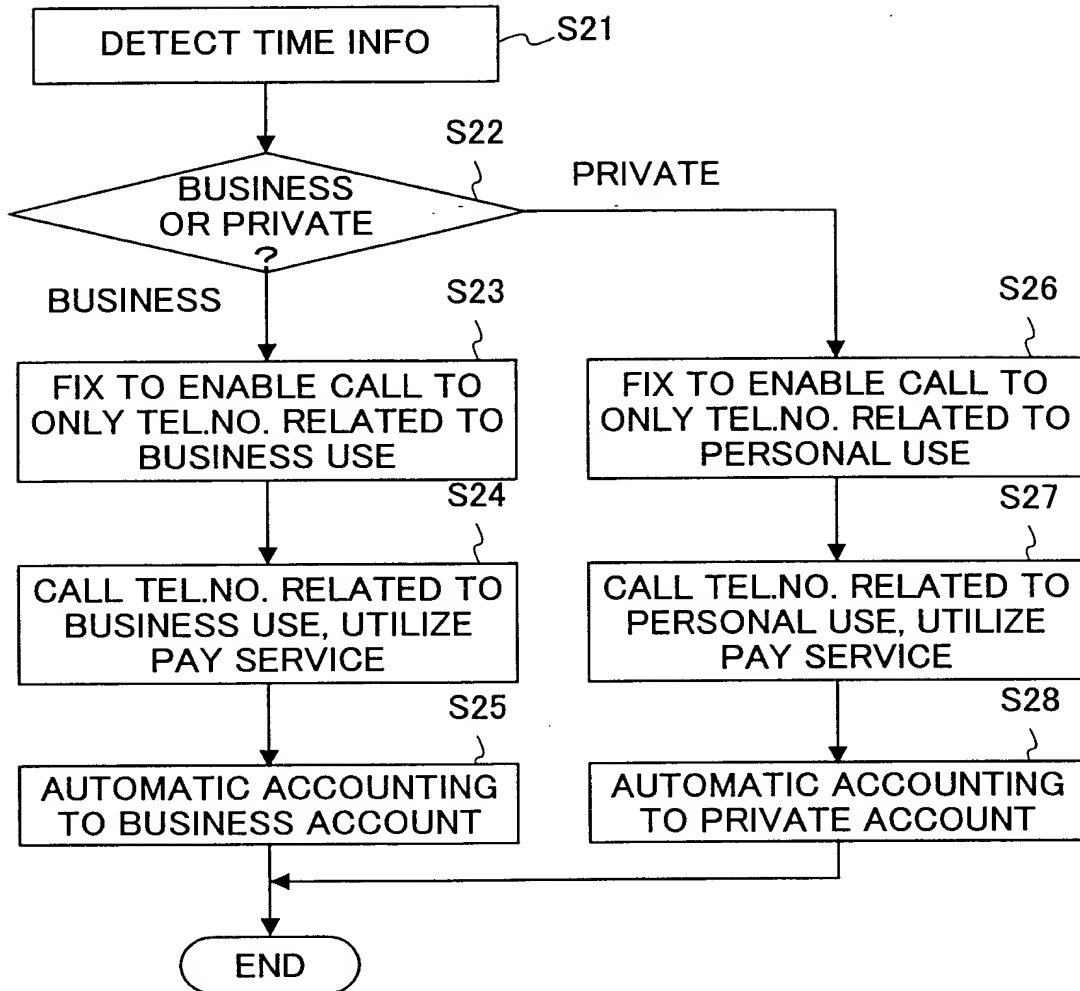 DETECT TIME INFO
S21
S22
BUSINESS
OR PRIVATE
?
PRIVATE
BUSINESS
S23
FIX TO ENABLE CALL TO
ONLY TEL.NO. RELATED TO
BUSINESS USE
S24
CALL TEL.NO. RELATED TO
BUSINESS USE, UTILIZE
PAY SERVICE
S25
AUTOMATIC ACCOUNTING
TO BUSINESS ACCOUNT
S26
FIX TO ENABLE CALL TO
ONLY TEL.NO. RELATED TO
PERSONAL USE
S27
CALL TEL.NO. RELATED TO
PERSONAL USE, UTILIZE
PAY SERVICE
S28
AUTOMATIC ACCOUNTING
TO PRIVATE ACCOUNT
END